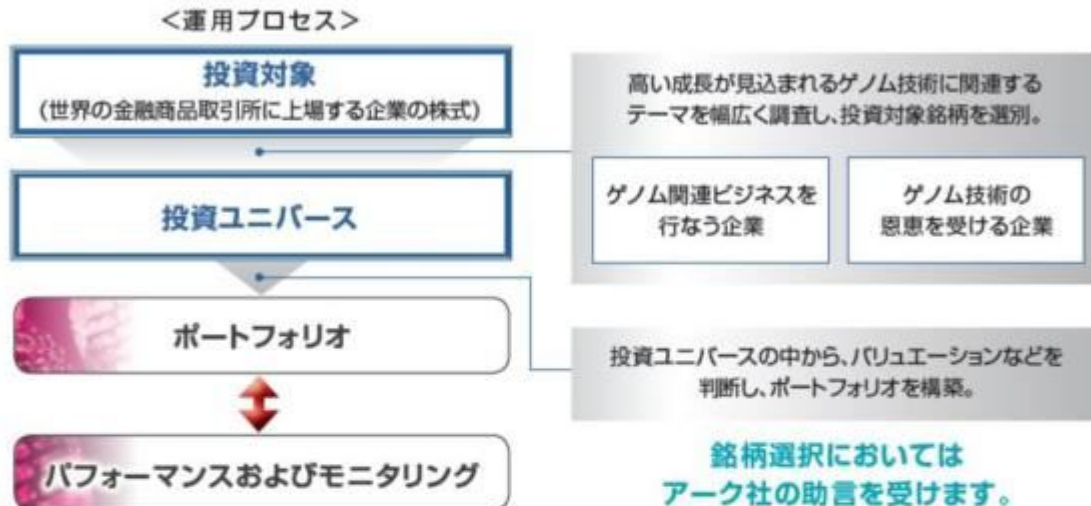 ＜運用プロセス＞
投資対象
(世界の金融商品取引所に上場する企業の株式)
高い成長が見込まれるゲノム技術に関連する
テーマを幅広く調査し、投資対象銘柄を選別。
ゲノム関連ビジネスを
行なう企業
ゲノム技術の
恩恵を受ける企業
投資ユニバース
ポートフォリオ
投資ユニバースの中から、バリュエーションなどを
判断し、ポートフォリオを構築。
パフォーマンスおよびモニタリング
銘柄選択においては
アーク社の助言を受けます。